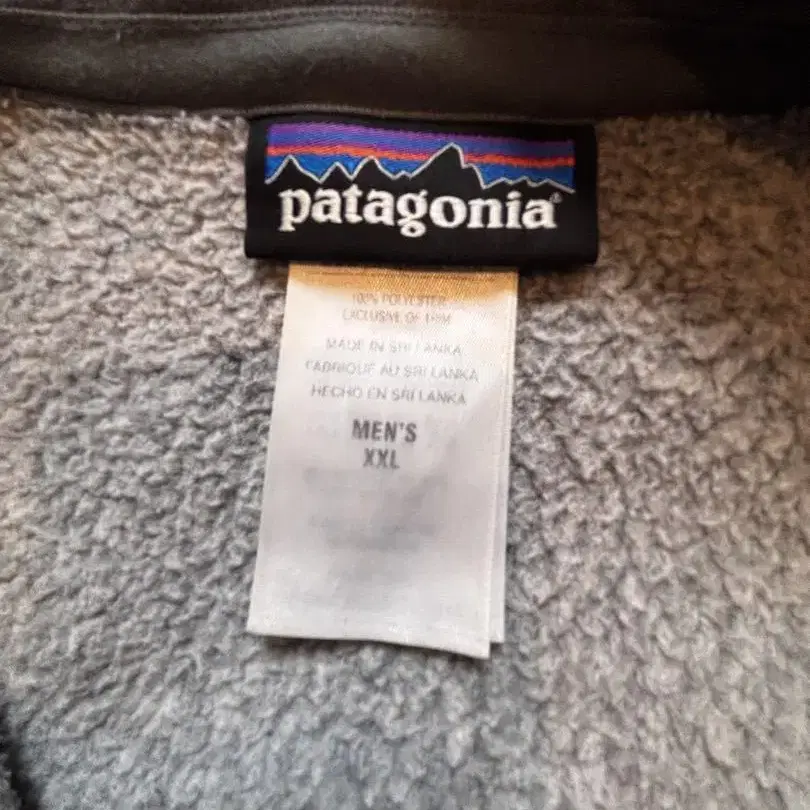 patagonia®
100% POLYESTER
EXCLUSIVE OF TRIM
MADE IN SRI LANKA
FABRIQUÉ AU SRI LANKA
HECHO EN SRI LANKA
MEN'S
XXL